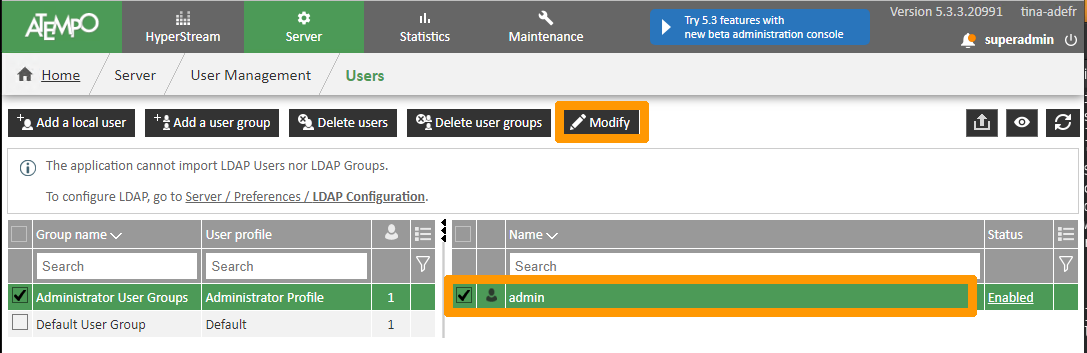 Version 5.3.3.20991 tina-adefr
ATEMPO
HyperStream Server Statistics Maintenance
Try 5.3 features with
new beta administration console
superadmin
Home Server User Management Users
Add a local user Add a user group Delete users Delete user groups Modify
The application cannot import LDAP Users nor LDAP Groups.
To configure LDAP, go to Server / Preferences / LDAP Configuration.
Group name User profile Name Status
Search Search Search
Administrator User Groups Administrator Profile 1 admin Enabled
Default User Group Default 1